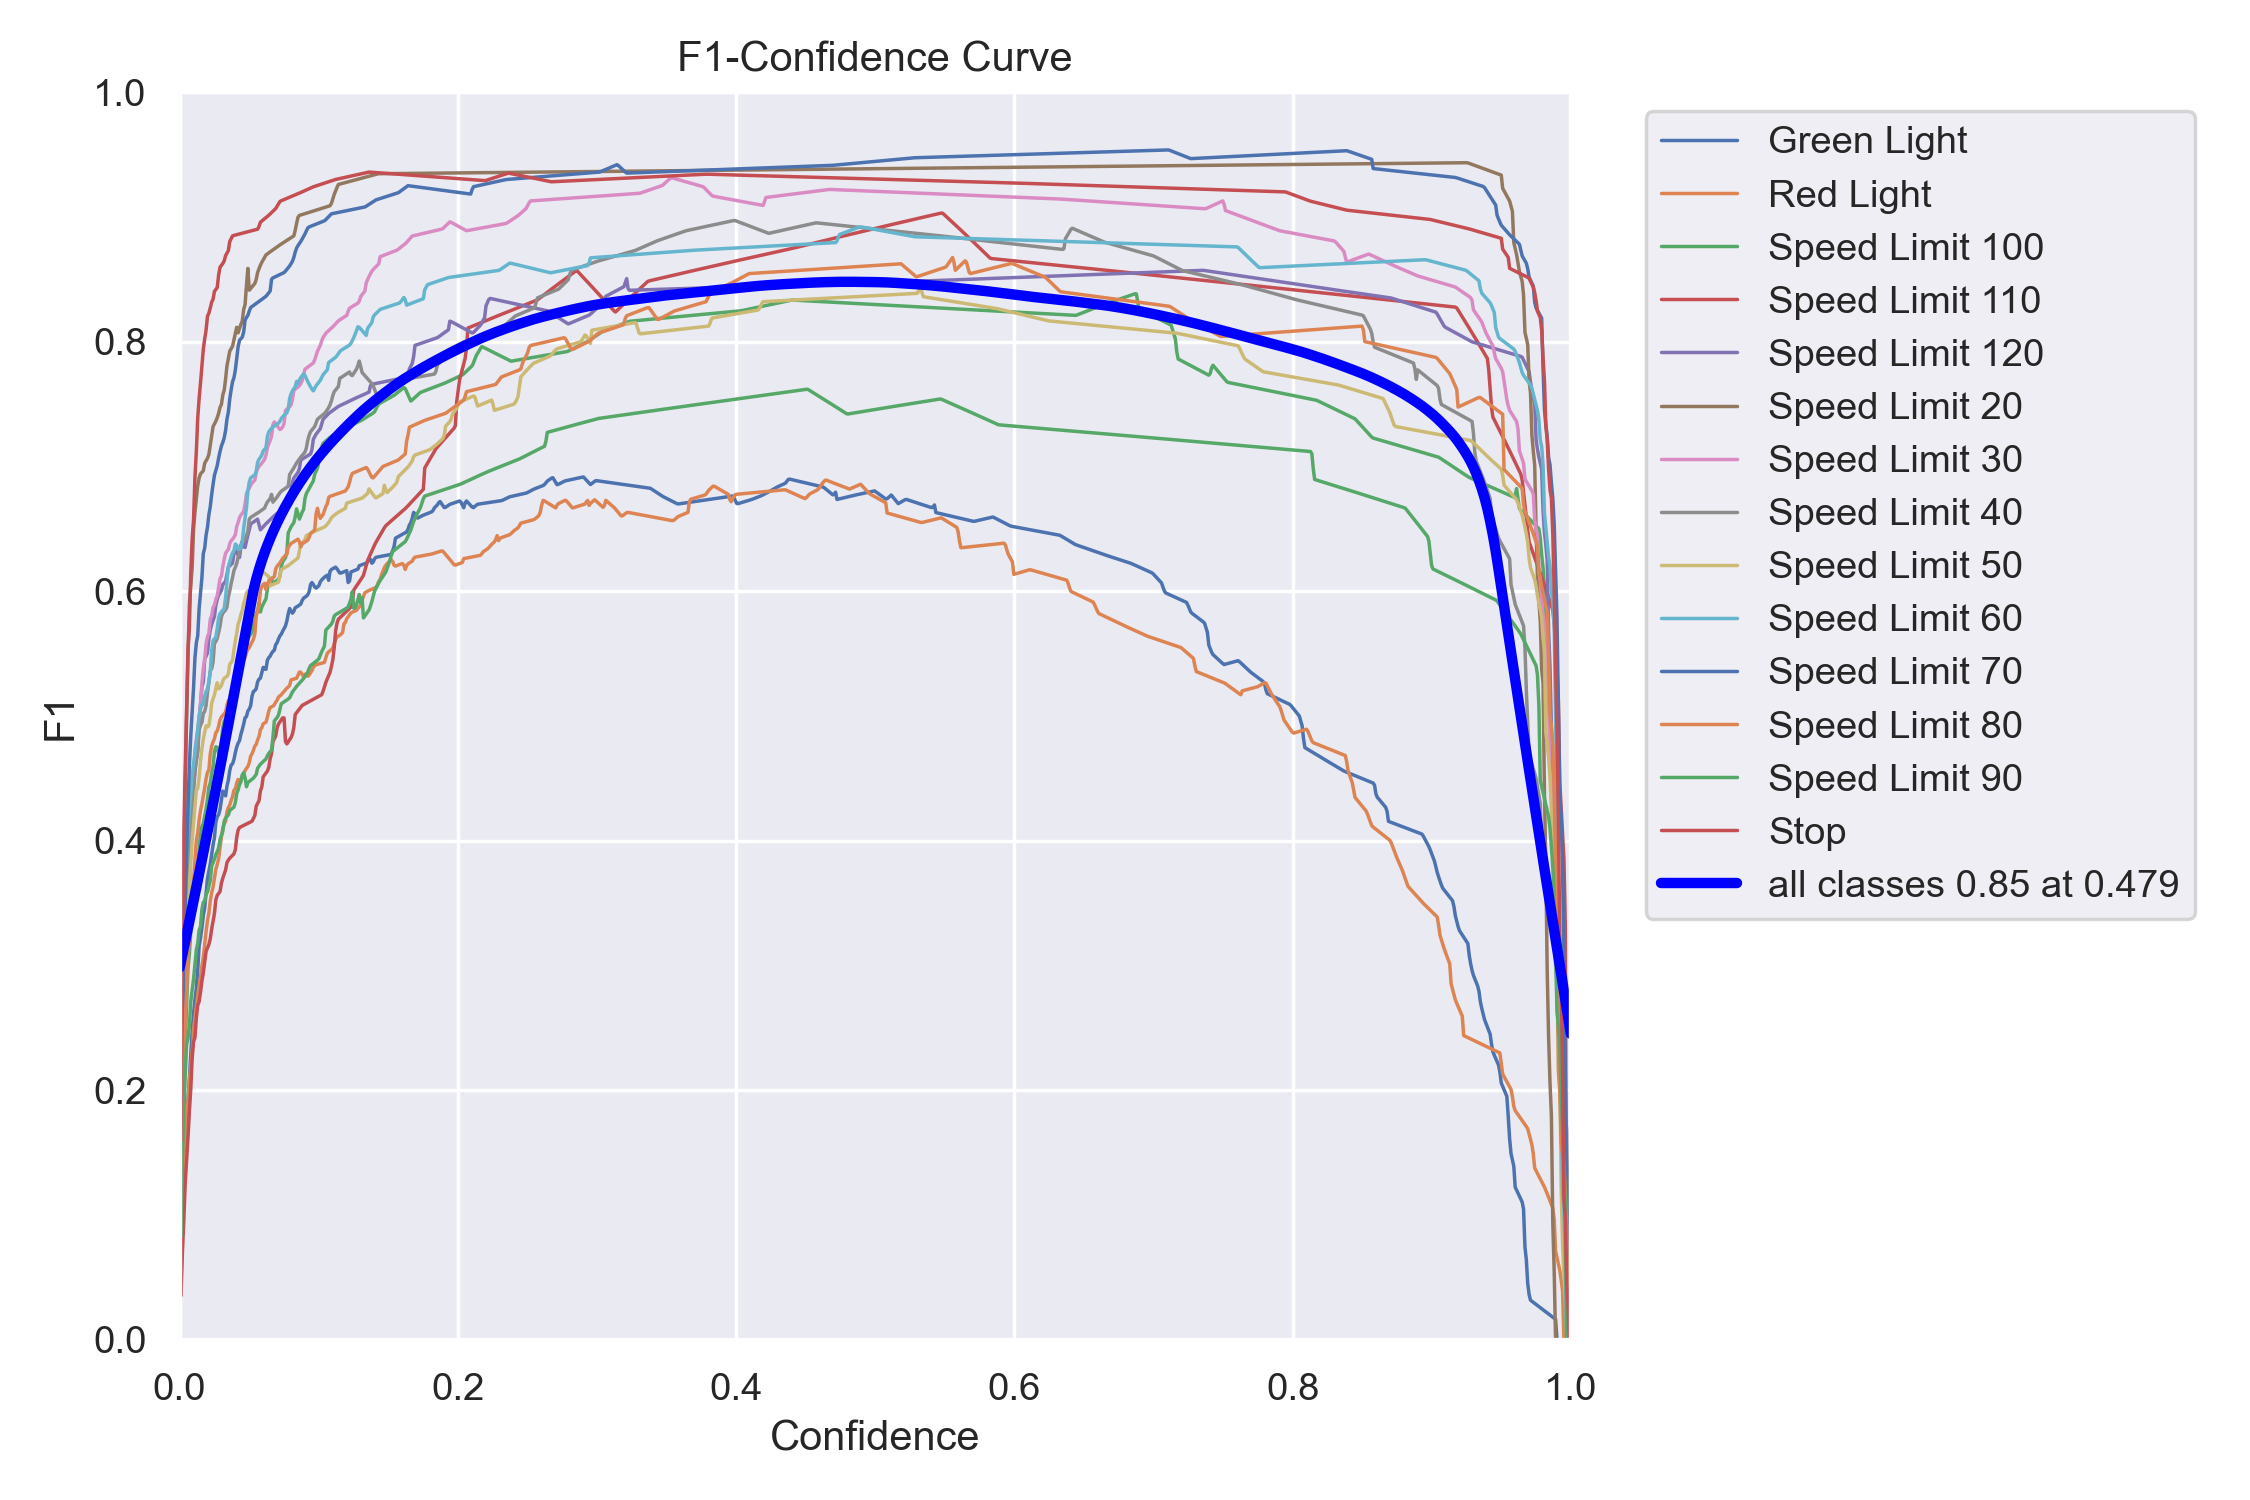 F1-Confidence Curve
1.0
0.8
0.6
0.4
0.2
0.0
F1
0.0 0.2 0.4 0.6 0.8 1.0
Confidence
Green Light
Red Light
Speed Limit 100
Speed Limit 110
Speed Limit 120
Speed Limit 20
Speed Limit 30
Speed Limit 40
Speed Limit 50
Speed Limit 60
Speed Limit 70
Speed Limit 80
Speed Limit 90
Stop
all classes 0.85 at 0.479